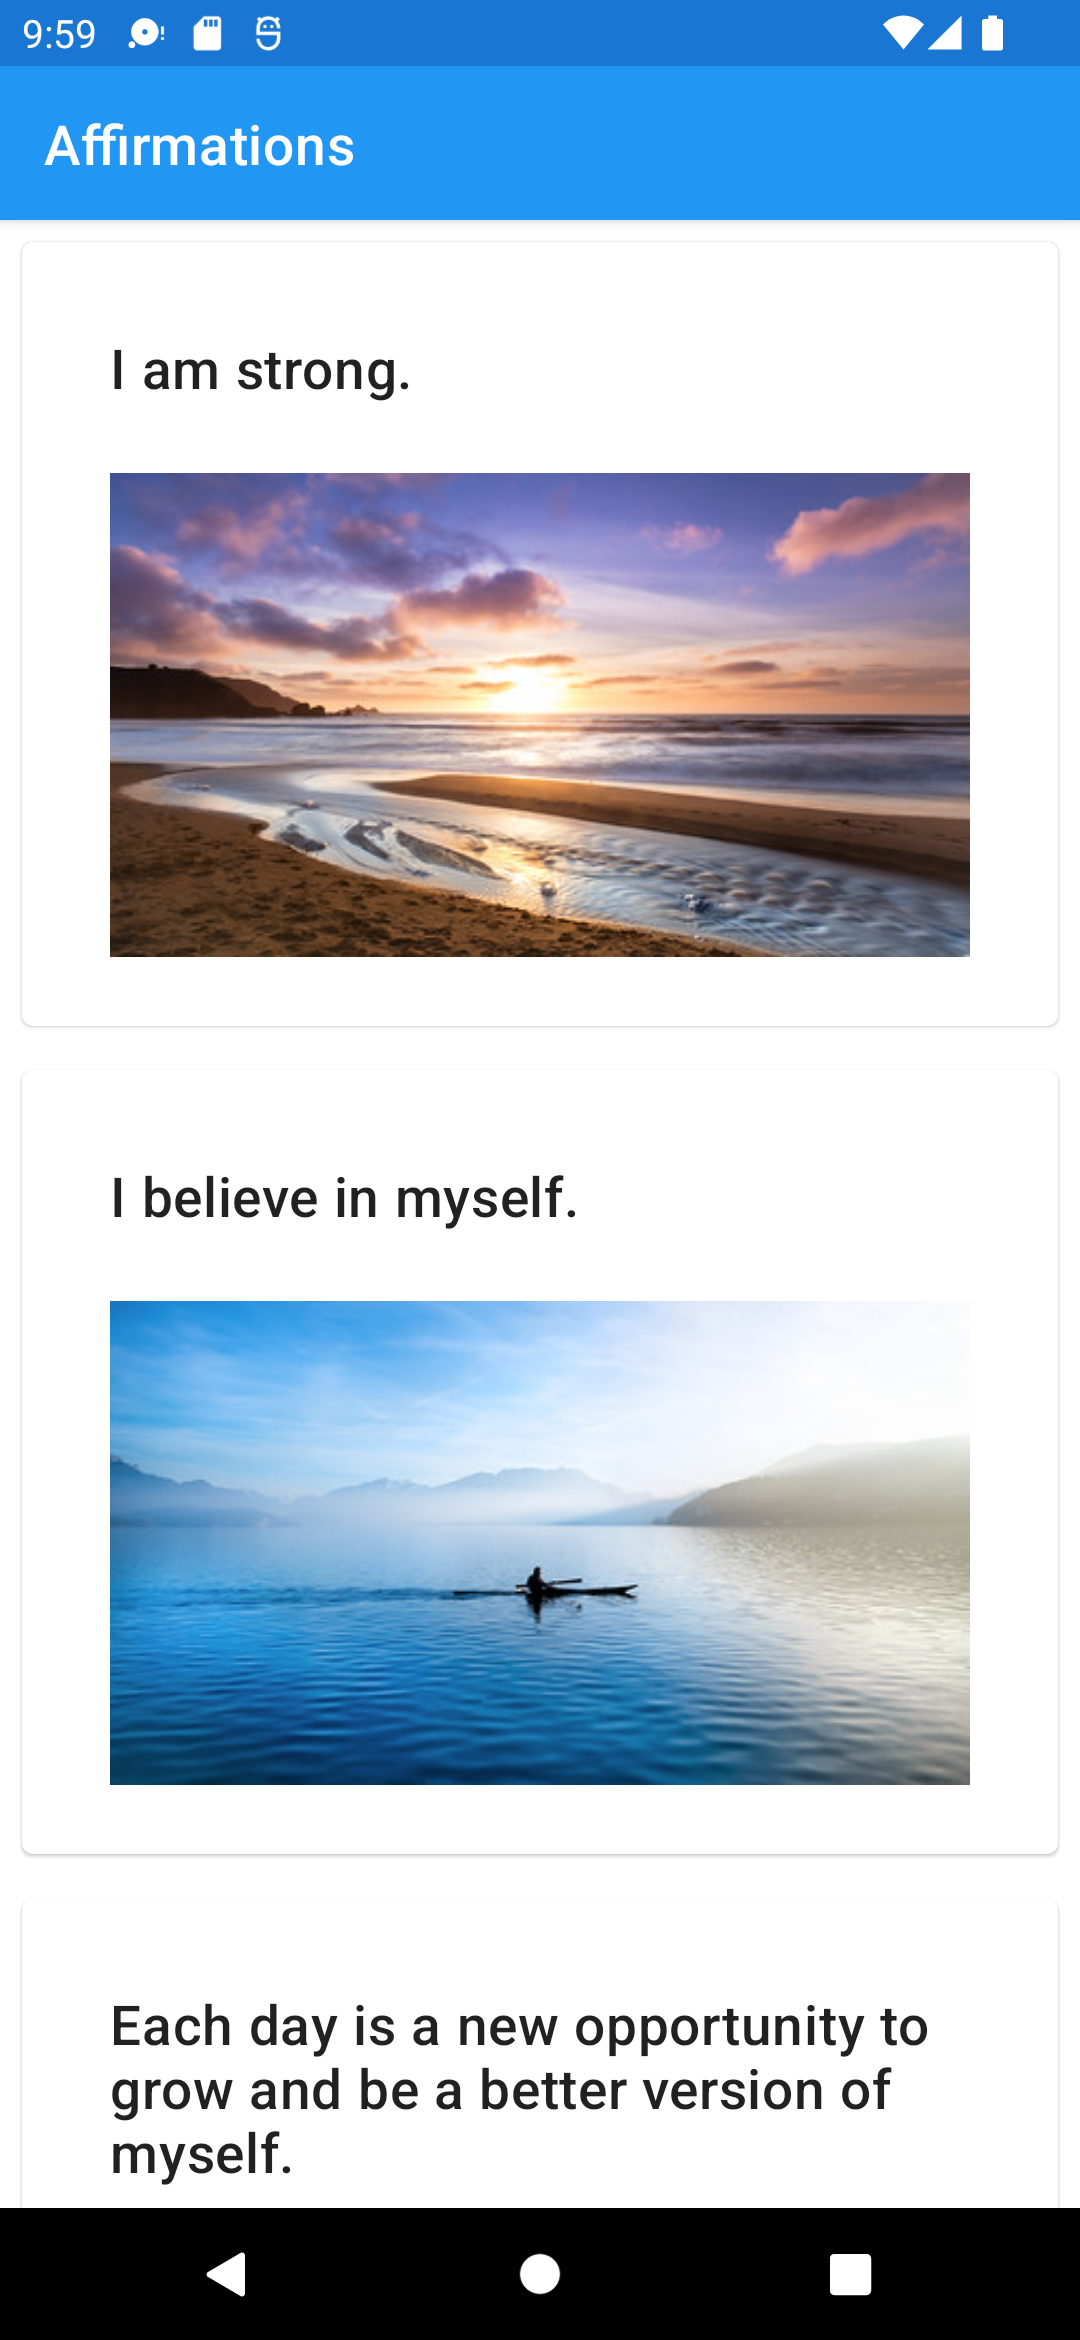 9:59
Affirmations
I am strong.
I believe in myself.
Each day is a new opportunity to
grow and be a better version of
myself.